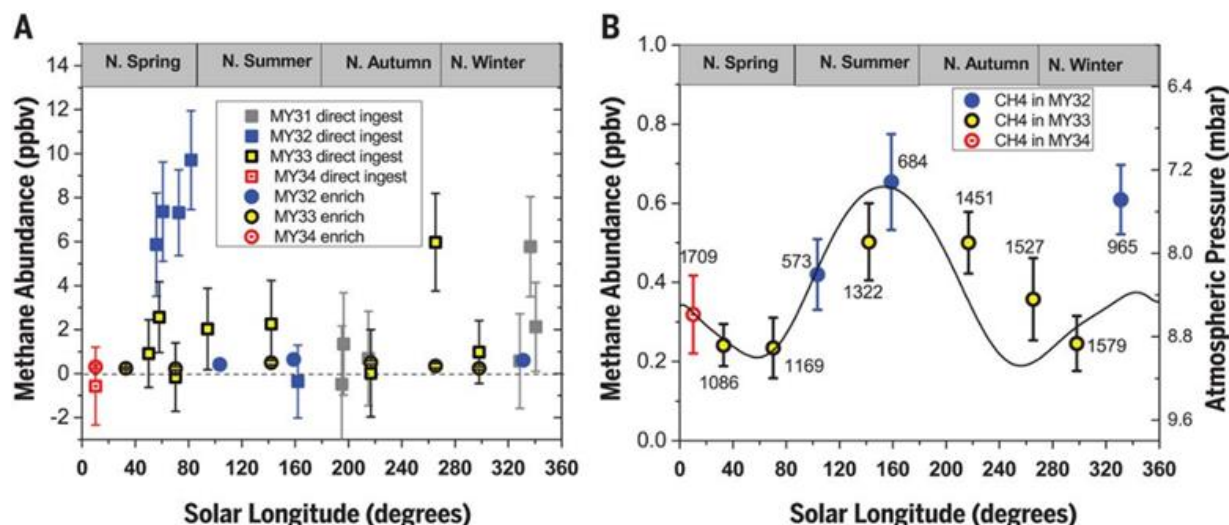 A
N. Spring N. Summer N. Autumn N. Winter
14
12
10
8
6
4
2
0
-2
Methane Abundance (ppbv)
MY31 direct ingest
MY32 direct ingest
MY33 direct ingest
MY34 direct ingest
MY32 enrich
MY33 enrich
MY34 enrich
0 40 80 120 160 200 240 280 320 360
Solar Longitude (degrees)
B
N. Spring N. Summer N. Autumn N. Winter
1.0
0.8
0.6
0.4
0.2
0.0
Methane Abundance (ppbv)
CH4 in MY32
CH4 in MY33
CH4 in MY34
684
1451
1709
573
1527
965
1322
1579
1169
1086
6.4
7.2
8.0
8.8
9.6
Atmospheric Pressure (mbar)
0 40 80 120 160 200 240 280 320 360
Solar Longitude (degrees)